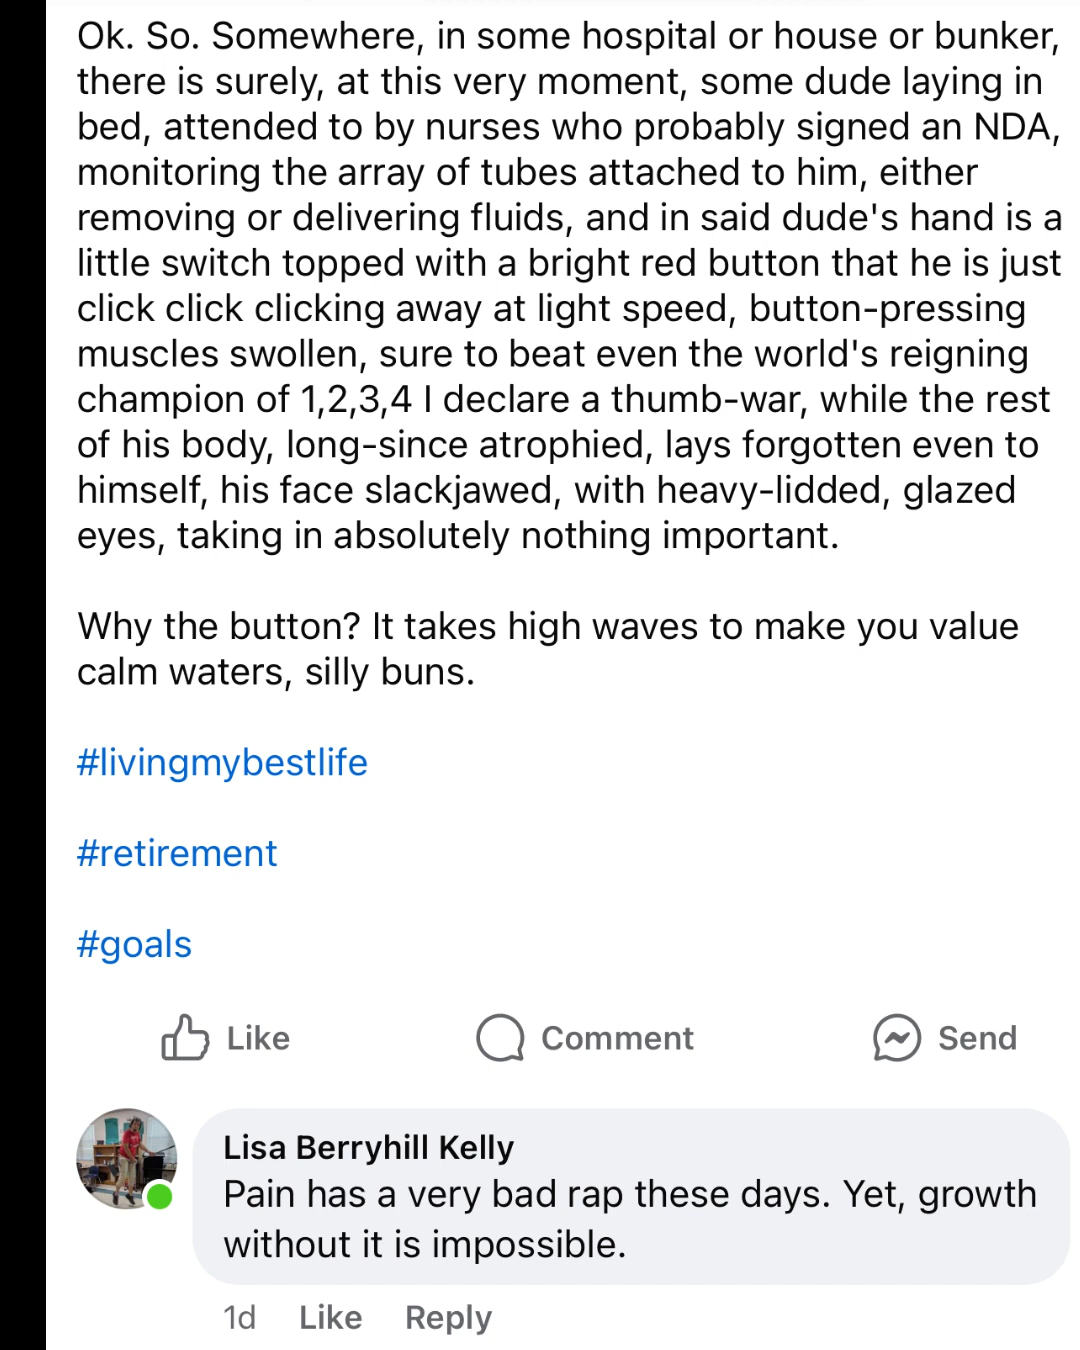 Ok. So. Somewhere, in some hospital or house or bunker,
there is surely, at this very moment, some dude laying in
bed, attended to by nurses who probably signed an NDA,
monitoring the array of tubes attached to him, either
removing or delivering fluids, and in said dude's hand is a
little switch topped with a bright red button that he is just
click click clicking away at light speed, button-pressing
muscles swollen, sure to beat even the world's reigning
champion of 1,2,3,4 I declare a thumb-war, while the rest
of his body, long-since atrophied, lays forgotten even to
himself, his face slackjawed, with heavy-lidded, glazed
eyes, taking in absolutely nothing important.
Why the button? It takes high waves to make you value
calm waters, silly buns.
#livingmybestlife
#retirement
#goals
Like Comment Send
Lisa Berryhill Kelly
Pain has a very bad rap these days. Yet, growth
without it is impossible.
1d Like Reply